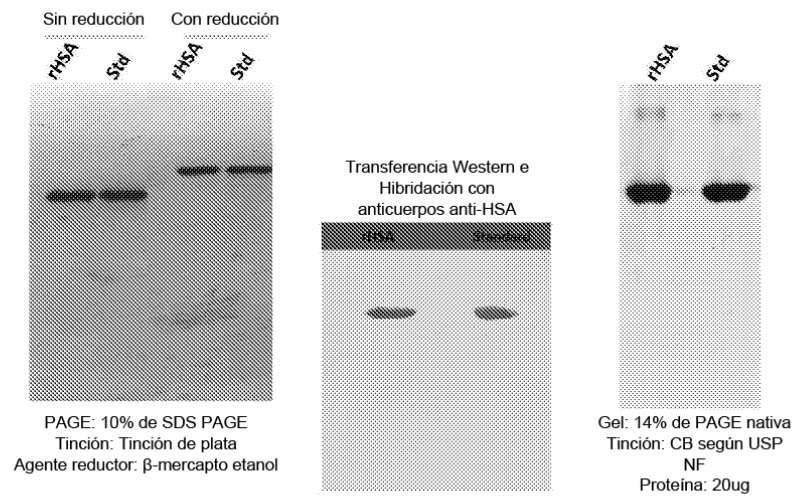 Sin reducción
Con reducción
rHSA
Std
rHSA
Std
PAGE: 10% de SDS PAGE
Tinción: Tinción de plata
Agente reductor: β-mercapto etanol
Transferencia Western e
Hibridación con
anticuerpos anti-HSA
rHSA
Standard
rHSA
Std
Gel: 14% de PAGE nativa
Tinción: CB según USP
NF
Proteína: 20ug